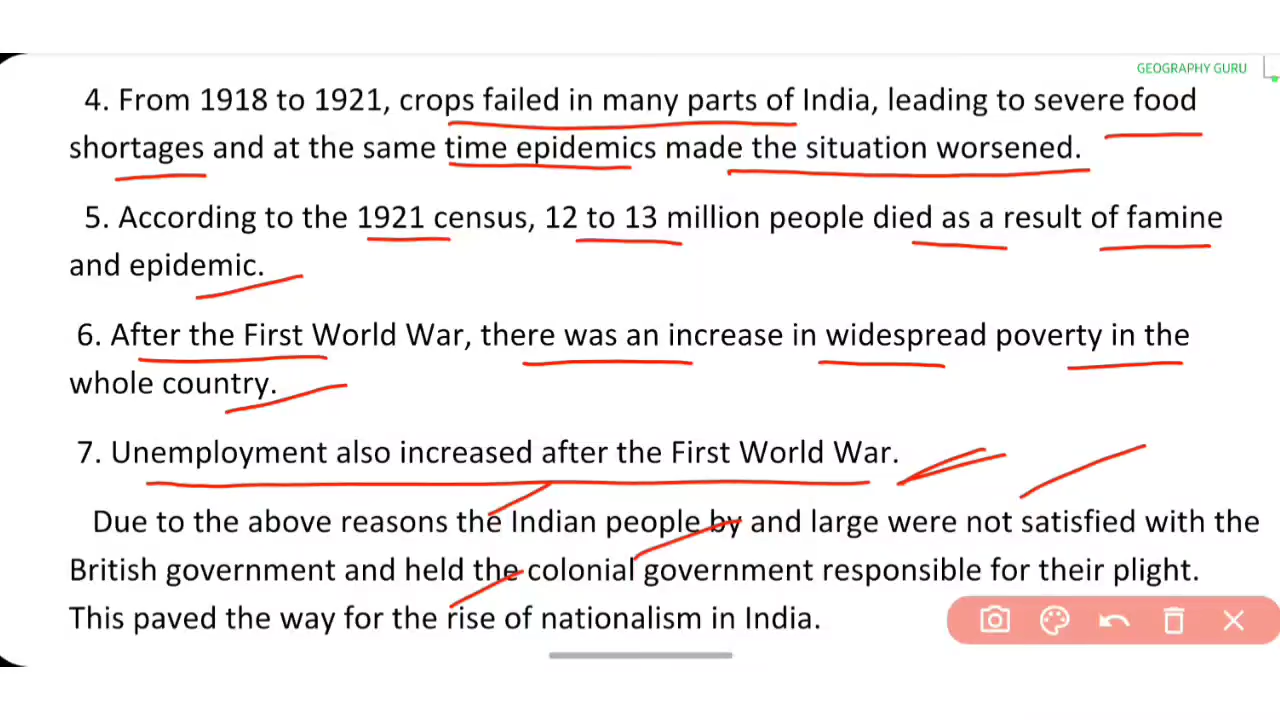 GEOGRAPHY GURU
4. From 1918 to 1921, crops failed in many parts of India, leading to severe food
shortages and at the same time epidemics made the situation worsened.
5. According to the 1921 census, 12 to 13 million people died as a result of famine
and epidemic.
6. After the First World War, there was an increase in widespread poverty in the
whole country.
7. Unemployment also increased after the First World War.
Due to the above reasons the Indian people by and large were not satisfied with the
British government and held the colonial government responsible for their plight.
This paved the way for the rise of nationalism in India.